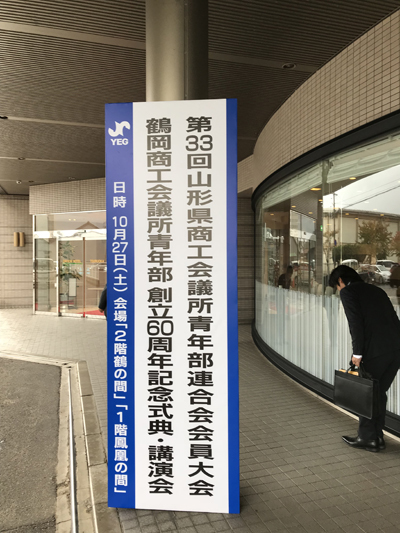 第33回山形県商工会議所青年部連合会会員大会
鶴岡商工会議所青年部 創立60周年記念式典・講演会
YEG
日時 10月27日(土) 会場「2階鶴の間」「1階鳳凰の間」